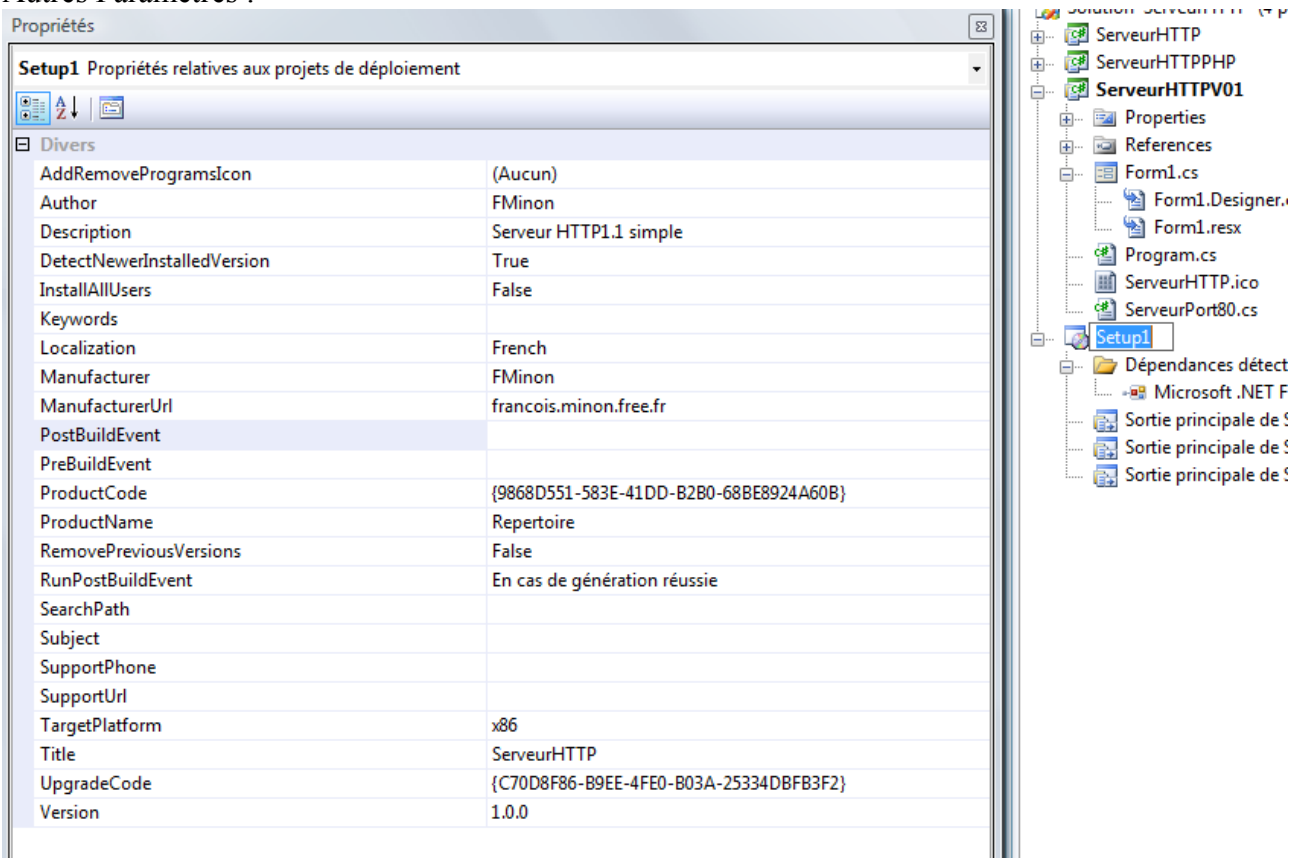 Autres Paramètres :
Propriétés
Setup1 Propriétés relatives aux projets de déploiement
Divers
AddRemoveProgramsIcon (Aucun)
Author FMinon
Description Serveur HTTP1.1 simple
DetectNewerInstalledVersion True
InstallAllUsers False
Keywords
Localization French
Manufacturer FMinon
ManufacturerUrl francois.minon.free.fr
PostBuildEvent
PreBuildEvent
ProductCode {9868D551-583E-41DD-B2B0-68BE8924A60B}
ProductName Repertoire
RemovePreviousVersions False
RunPostBuildEvent En cas de génération réussie
SearchPath
Subject
SupportPhone
SupportUrl
TargetPlatform x86
Title ServeurHTTP
UpgradeCode {C70D8F86-B9EE-4FE0-B03A-25334DBFB3F2}
Version 1.0.0
ServeurHTTP
ServeurHTTPPHP
ServeurHTTPV01
Properties
References
Form1.cs
Form1.Designer.
Form1.resx
Program.cs
ServeurHTTP.ico
ServeurPort80.cs
Setup1
Dépendances détect
Microsoft .NET F
Sortie principale de S
Sortie principale de S
Sortie principale de S